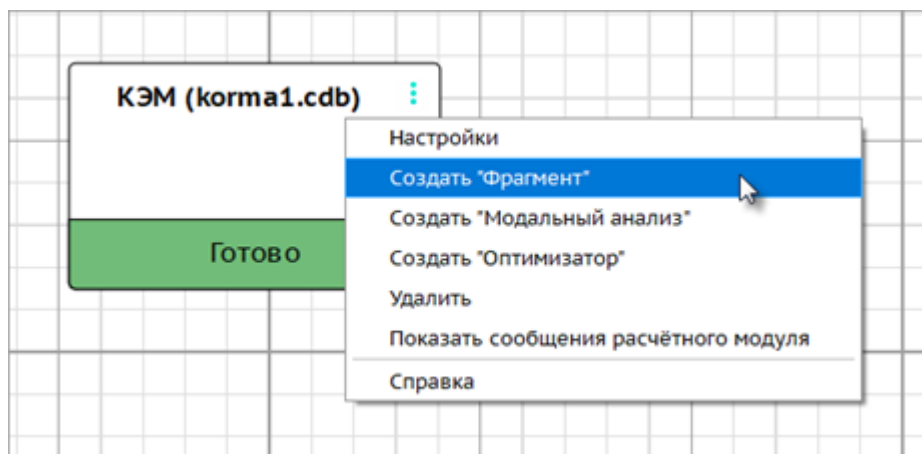 КЭМ (korma1.cdb)
Настройки
Создать "Фрагмент"
Создать "Модальный анализ"
Готово
Создать "Оптимизатор"
Удалить
Показать сообщения расчётного модуля
Справка